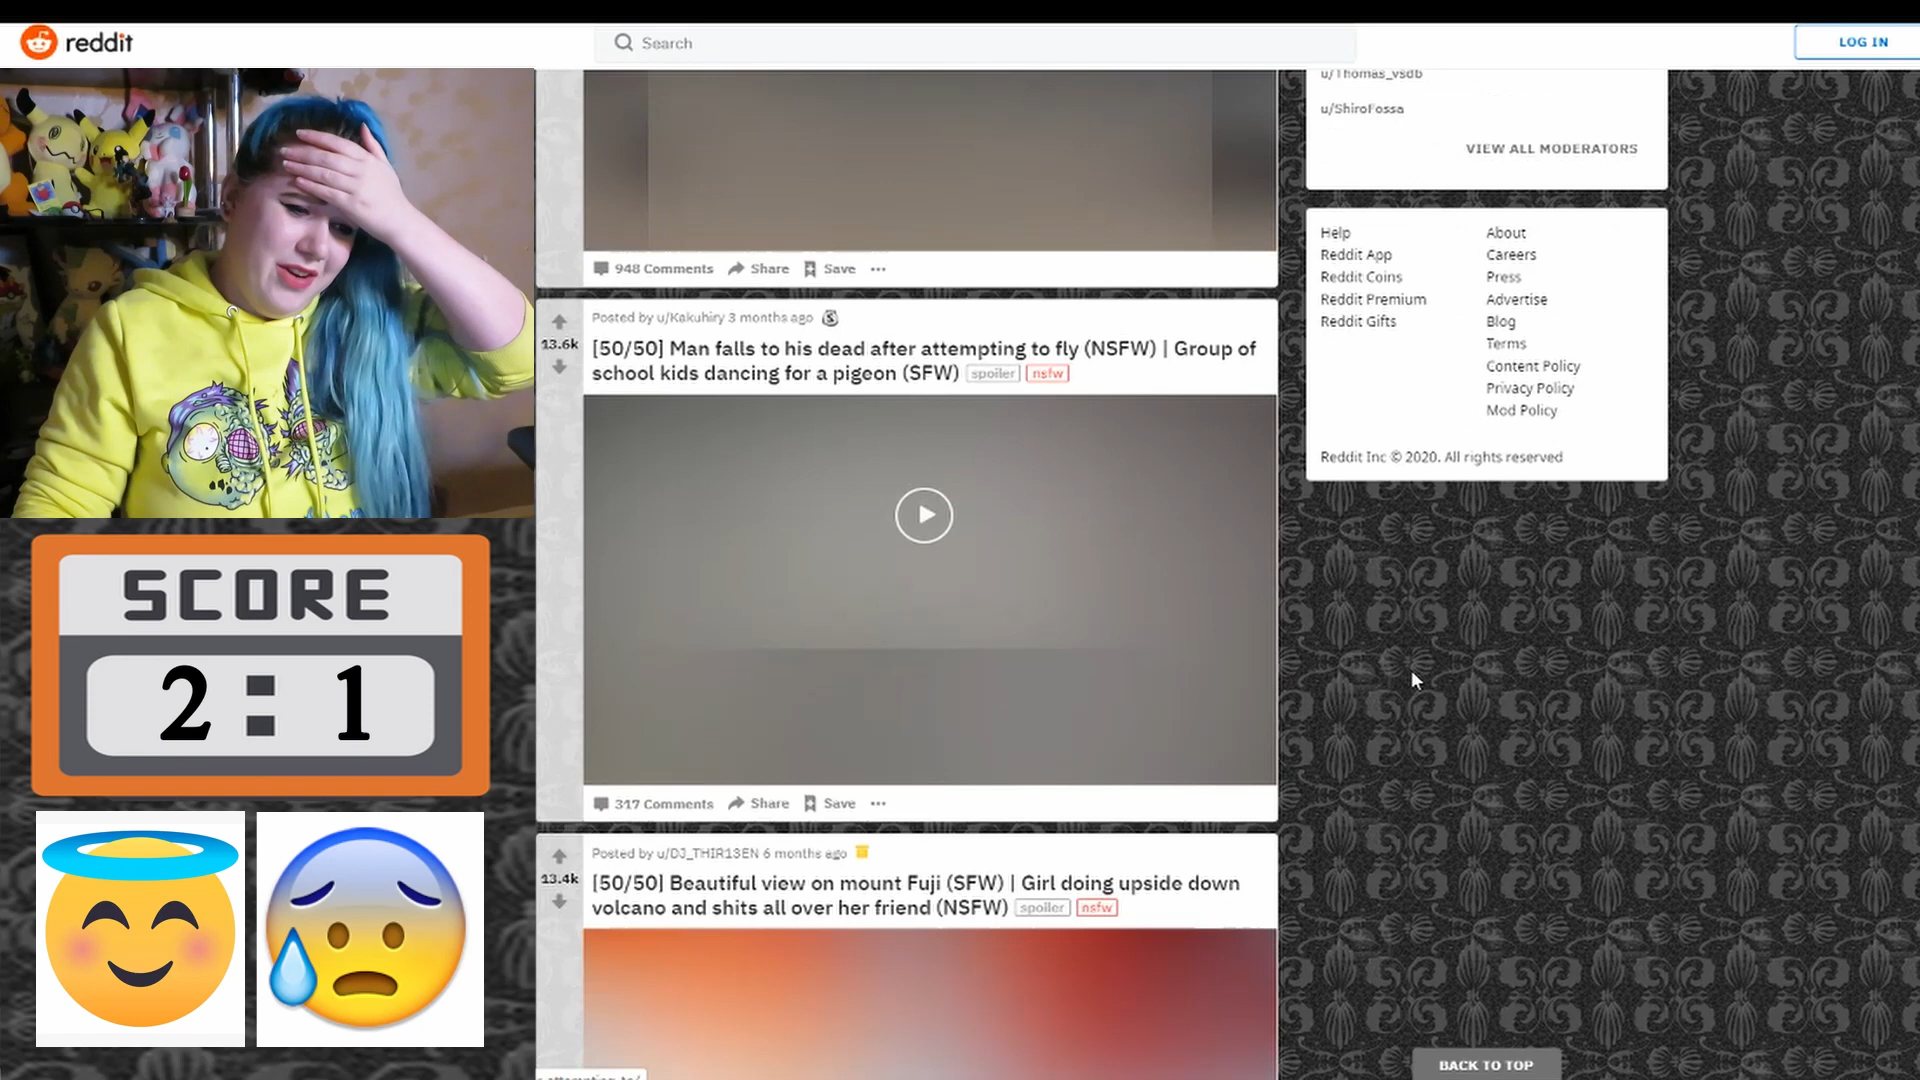 reddit
Search
LOG IN
u/Thomas_vsdb
u/ShiroFossa
VIEW ALL MODERATORS
948 Comments Share Save
Help
Reddit App
Reddit Coins
Reddit Premium
Reddit Gifts
About
Careers
Press
Advertise
Blog
Terms
Content Policy
Privacy Policy
Mod Policy
Reddit Inc © 2020. All rights reserved
Posted by u/Kakuhiry 3 months ago
13.6k
[50/50] Man falls to his dead after attempting to fly (NSFW) | Group of
school kids dancing for a pigeon (SFW) spoiler nsfw
317 Comments Share Save
SCORE
2 : 1
Posted by u/DJ_THIR13EN 6 months ago
13.4k
[50/50] Beautiful view on mount Fuji (SFW) | Girl doing upside down
volcano and shits all over her friend (NSFW) spoiler nsfw
BACK TO TOP